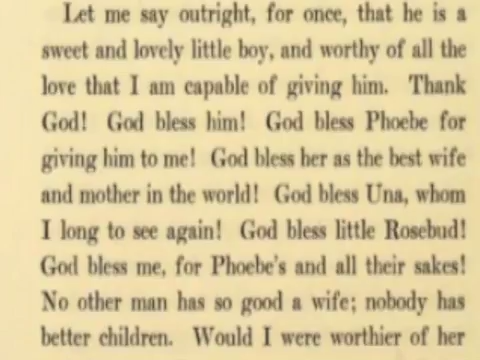 Let me say outright, for once, that he is a
sweet and lovely little boy, and worthy of all the
love that I am capable of giving him. Thank
God! God bless him! God bless Phoebe for
giving him to me! God bless her as the best wife
and mother in the world! God bless Una, whom
I long to see again! God bless little Rosebud!
God bless me, for Phoebe's and all their sakes!
No other man has so good a wife; nobody has
better children. Would I were worthier of her